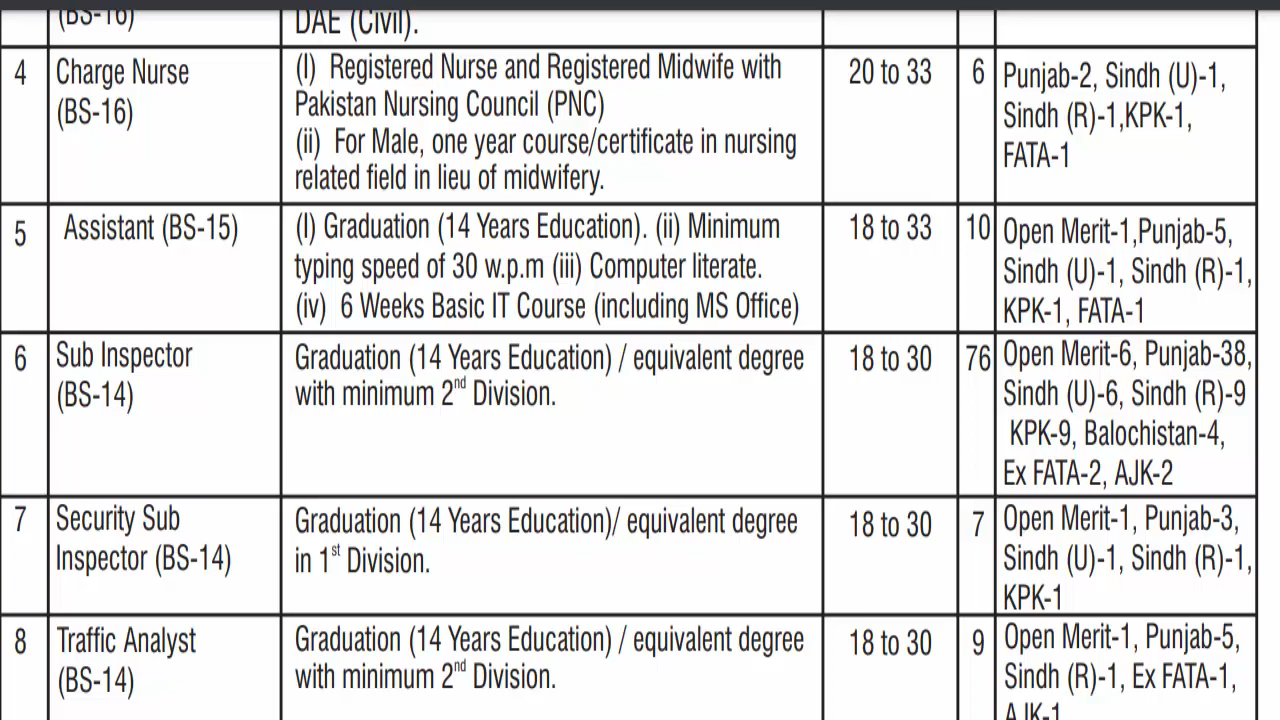 (BS-16)
DAE (Civil).
4
Charge Nurse
(BS-16)
(I) Registered Nurse and Registered Midwife with
Pakistan Nursing Council (PNC)
(ii) For Male, one year course/certificate in nursing
related field in lieu of midwifery.
20 to 33
6
Punjab-2, Sindh (U)-1,
Sindh (R)-1,KPK-1,
FATA-1
5
Assistant (BS-15)
(I) Graduation (14 Years Education). (ii) Minimum
typing speed of 30 w.p.m (iii) Computer literate.
(iv) 6 Weeks Basic IT Course (including MS Office)
18 to 33
10
Open Merit-1,Punjab-5,
Sindh (U)-1, Sindh (R)-1,
KPK-1, FATA-1
6
Sub Inspector
(BS-14)
Graduation (14 Years Education) / equivalent degree
with minimum 2nd Division.
18 to 30
76
Open Merit-6, Punjab-38,
Sindh (U)-6, Sindh (R)-9
KPK-9, Balochistan-4,
Ex FATA-2, AJK-2
7
Security Sub
Inspector (BS-14)
Graduation (14 Years Education)/ equivalent degree
in 1st Division.
18 to 30
7
Open Merit-1, Punjab-3,
Sindh (U)-1, Sindh (R)-1,
KPK-1
8
Traffic Analyst
(BS-14)
Graduation (14 Years Education) / equivalent degree
with minimum 2nd Division.
18 to 30
9
Open Merit-1, Punjab-5,
Sindh (R)-1, Ex FATA-1,
AJK-1